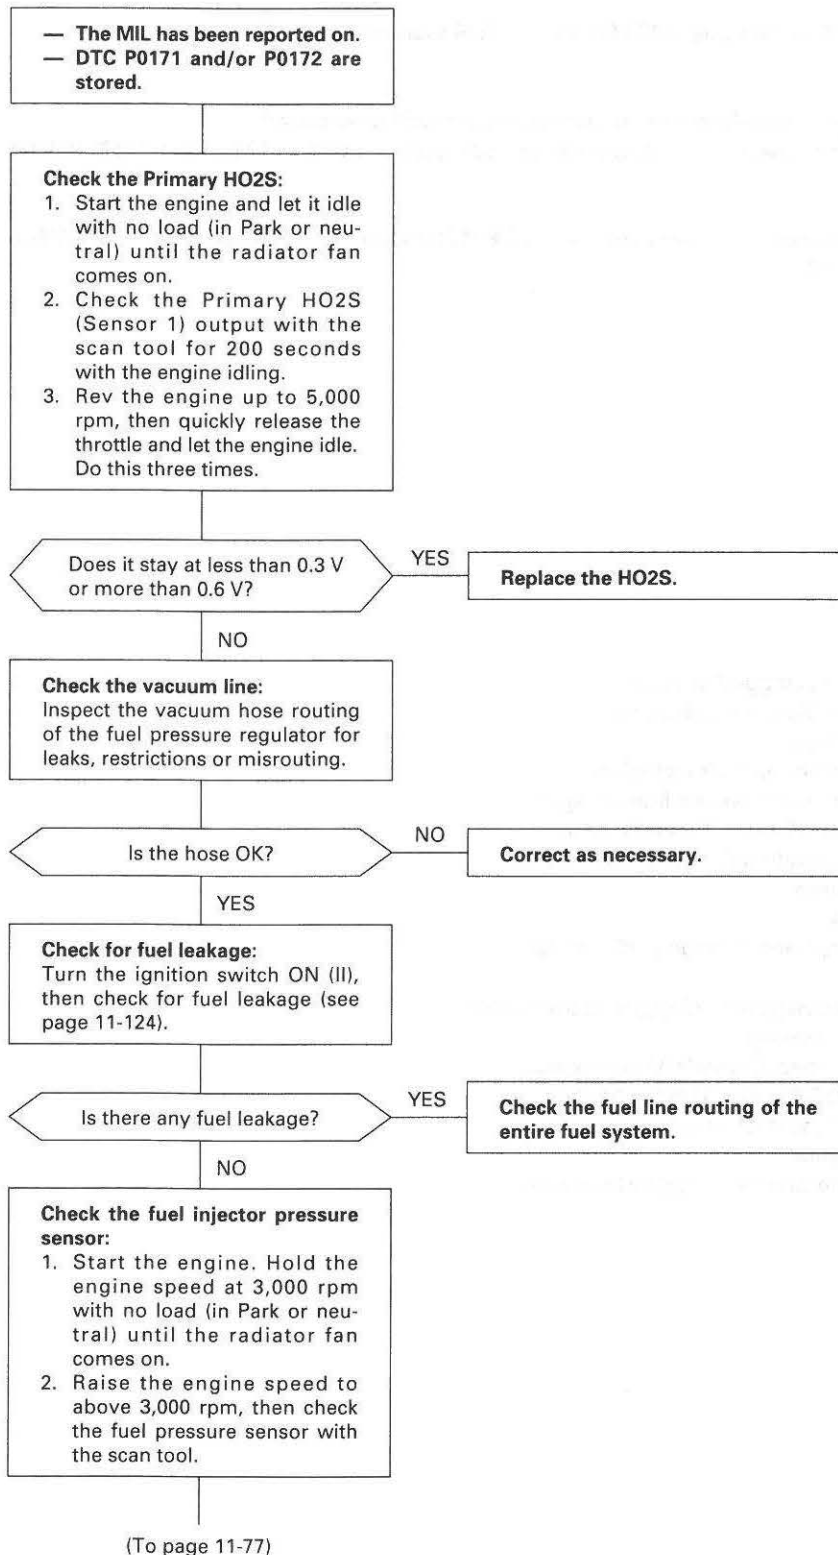 — The MIL has been reported on.
— DTC P0171 and/or P0172 are
stored.
Check the Primary HO2S:
1. Start the engine and let it idle
with no load (in Park or neu-
tral) until the radiator fan
comes on.
2. Check the Primary HO2S
(Sensor 1) output with the
scan tool for 200 seconds
with the engine idling.
3. Rev the engine up to 5,000
rpm, then quickly release the
throttle and let the engine idle.
Do this three times.
Does it stay at less than 0.3 V
or more than 0.6 V?
YES
Replace the HO2S.
NO
Check the vacuum line:
Inspect the vacuum hose routing
of the fuel pressure regulator for
leaks, restrictions or misrouting.
Is the hose OK?
NO
Correct as necessary.
YES
Check for fuel leakage:
Turn the ignition switch ON (II),
then check for fuel leakage (see
page 11-124).
Is there any fuel leakage?
YES
Check the fuel line routing of the
entire fuel system.
NO
Check the fuel injector pressure
sensor:
1. Start the engine. Hold the
engine speed at 3,000 rpm
with no load (in Park or neu-
tral) until the radiator fan
comes on.
2. Raise the engine speed to
above 3,000 rpm, then check
the fuel pressure sensor with
the scan tool.
(To page 11-77)